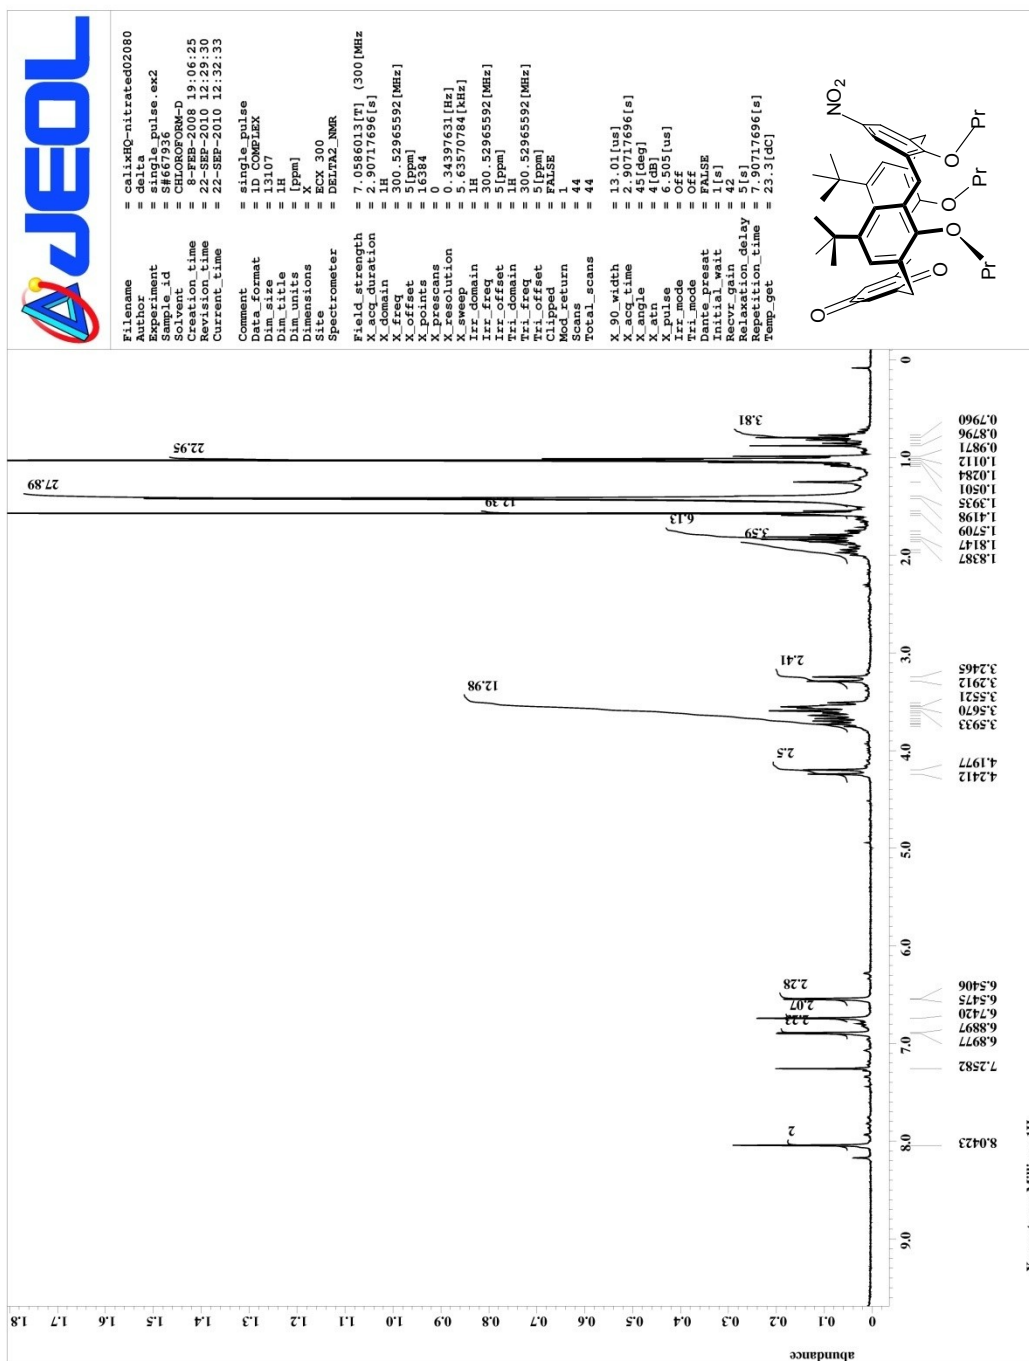 JEOL
Filename = calixHQ-nitrated02080
Author = delta
Experiment = single_pulse.ex2
Sample_id = S#667936
Solvent = CHLOROFORM-D
Creation_time = 8-FEB-2008 19:06:25
Revision_time = 22-SEP-2010 12:29:30
Current_time = 22-SEP-2010 12:32:33
Comment = single_pulse
Data_format = 1D COMPLEX
Dim_size = 13107
Dim_title = 1H
Dim_units = [ppm]
Dimensions = X
Site = ECX 300
Spectrometer = DELTA2_NMR
Field_strength = 7.0586013[T] (300[MHz
X_acq_duration = 2.90717696[s]
X_domain = 1H
X_freq = 300.52965592[MHz]
X_offset = 5[ppm]
X_points = 16384
X_prescans = 0
X_resolution = 0.34397631[Hz]
X_sweep = 5.63570784[kHz]
Irr_domain = 1H
Irr_freq = 300.52965592[MHz]
Irr_offset = 5[ppm]
Tri_domain = 1H
Tri_freq = 300.52965592[MHz]
Tri_offset = 5[ppm]
Clipped = FALSE
Mod_return = 1
Scans = 44
Total_scans = 44
X_90_width = 13.01[us]
X_acq_time = 2.90717696[s]
X_angle = 45[deg]
X_atn = 4[dB]
X_pulse = 6.505[us]
Irr_mode = Off
Tri_mode = Off
Dante_presat = FALSE
Initial_wait = 1[s]
Recvr_gain = 42
Relaxation_delay = 5[s]
Repetition_time = 7.90717696[s]
Temp_get = 23.3[dC]
NO2
O
O
O
O
O
Pr
Pr
Pr
abundance
0 0.1 0.2 0.3 0.4 0.5 0.6 0.7 0.8 0.9 1.0 1.1 1.2 1.3 1.4 1.5 1.6 1.7 1.8
2
2.23
2.07
2.28
2.5
12.98
2.41
3.59
6.13
12.39
27.89
22.95
3.81
9.0 8.0 7.0 6.0 5.0 4.0 3.0 2.0 1.0 0
8.0423
7.2582
6.8977
6.8897
6.7420
6.5475
6.5406
4.2412
4.1977
3.5933
3.5670
3.5521
3.2912
3.2465
1.8387
1.8147
1.5709
1.4198
1.3935
1.0501
1.0284
1.0112
0.9871
0.8796
0.7960